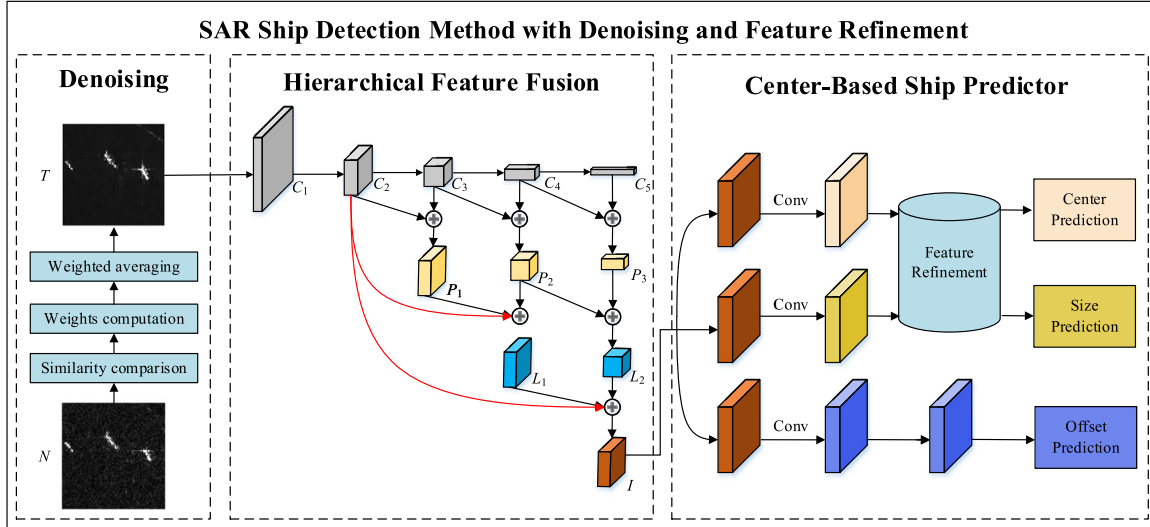 SAR Ship Detection Method with Denoising and Feature Refinement
Denoising
T
Weighted averaging
Weights computation
Similarity comparison
N
Hierarchical Feature Fusion
C1
C2
C3
C4
C5
P1
P2
P3
L1
L2
I
Center-Based Ship Predictor
Conv
Conv
Conv
Feature
Refinement
Center
Prediction
Size
Prediction
Offset
Prediction